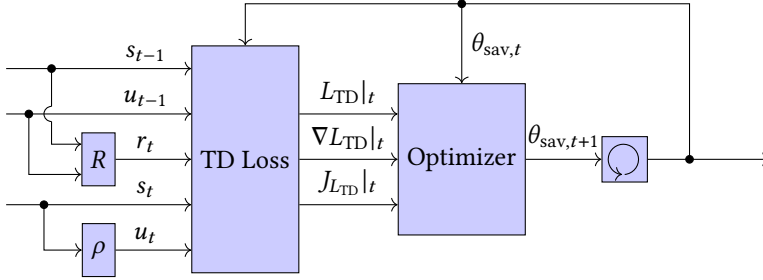 s_{t−1}
u_{t−1}
R
r_t
s_t
ρ
u_t
TD Loss
L_{TD}|_t
∇L_{TD}|_t
J_{L_{TD}}|_t
θ_{sav,t}
Optimizer
θ_{sav,t+1}